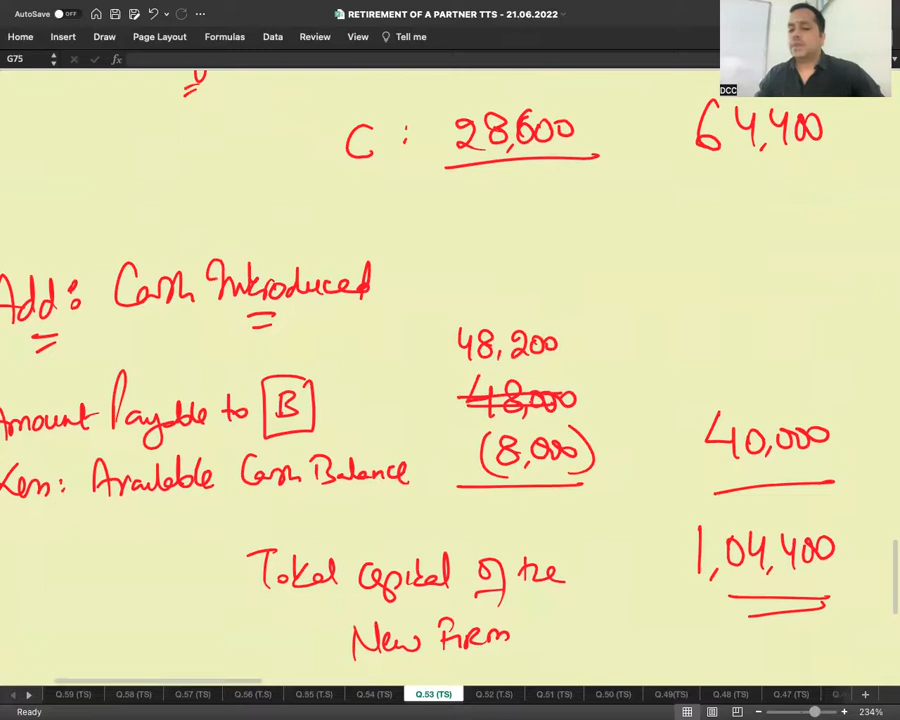 AutoSave OFF RETIREMENT OF A PARTNER TTS - 21.06.2022
Home Insert Draw Page Layout Formulas Data Review View Tell me
G75 fx
DCC
C : 28,600 64,400
Add: Cash Introduced
48,200
Amount Payable to B 48,000
Less: Available Cash Balance (8,000) 40,000
Total Capital of the 1,04,400
New Firm
Q.59 (TS) Q.58 (TS) Q.57 (TS) Q.56 (T.S) Q.55 (T.S) Q.54 (TS) Q.53 (TS) Q.52 (T.S) Q.51 (TS) Q.50 (TS) Q.49(TS) Q.48 (TS) Q.47 (TS)
Ready 234%